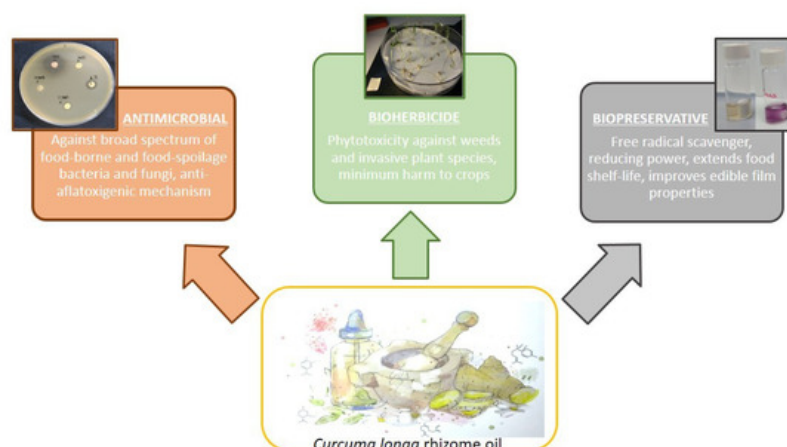 ANTIMICROBIAL
Against broad spectrum of
food-borne and food-spoilage
bacteria and fungi, anti-
aflatoxigenic mechanism
BIOHERBICIDE
Phytotoxicity against weeds
and invasive plant species,
minimum harm to crops
BIOPRESERVATIVE
Free radical scavenger,
reducing power, extends food
shelf-life, improves edible film
properties
Curcuma longa rhizome oil